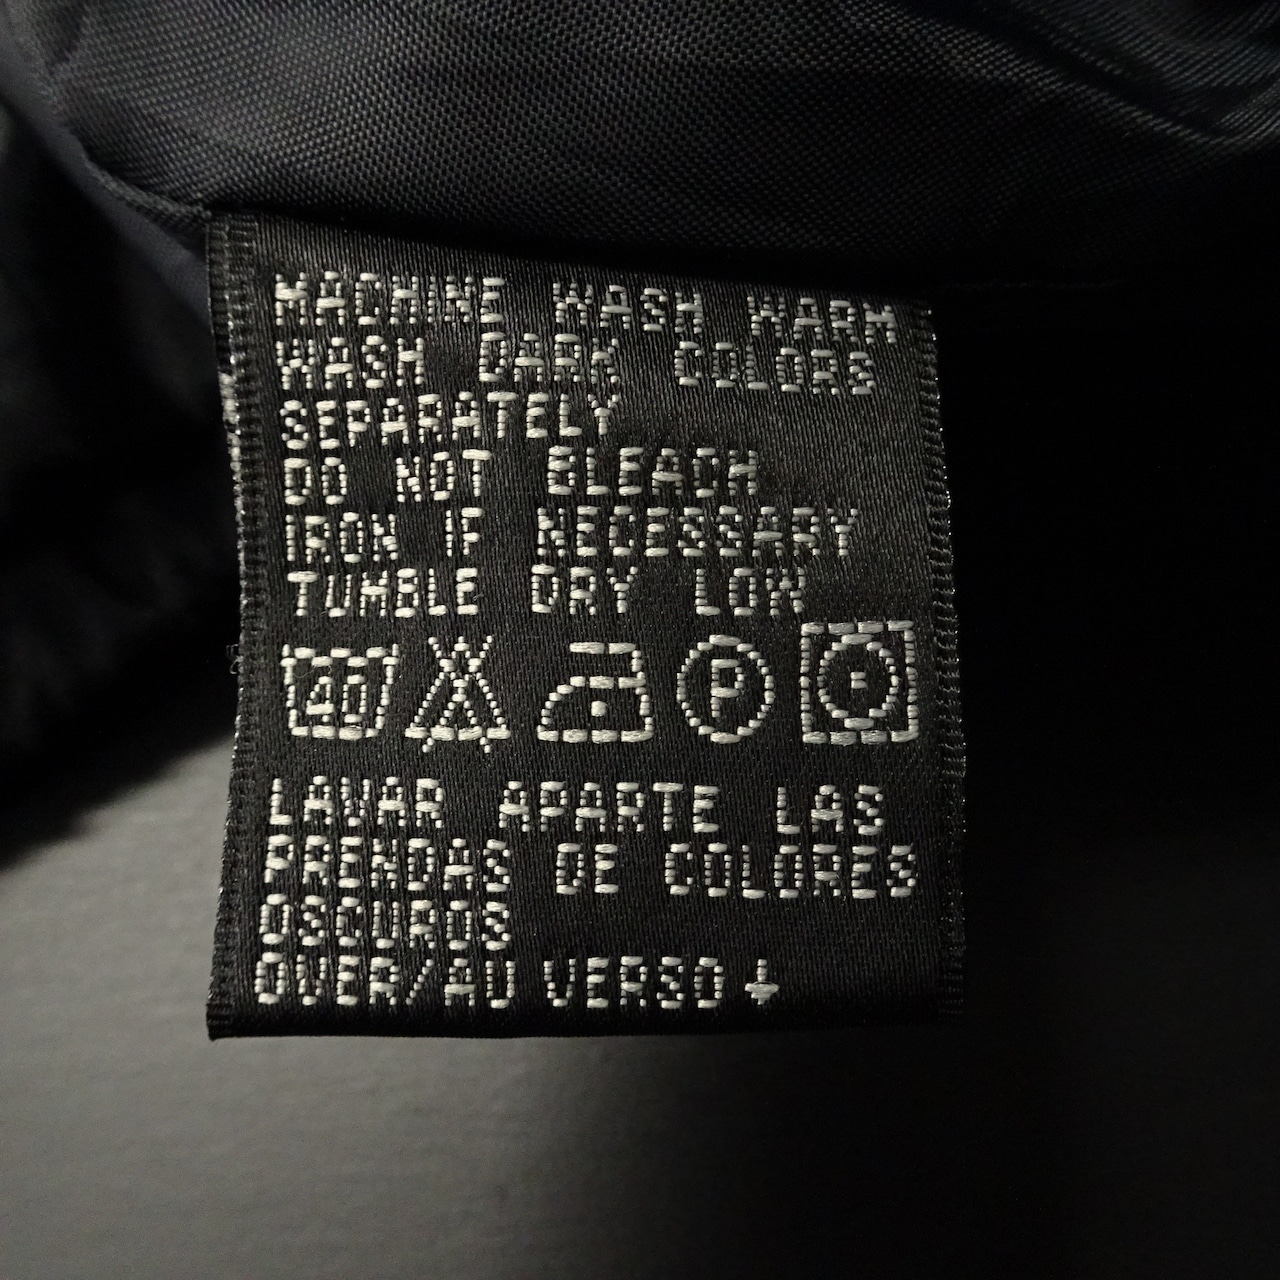 MACHINE WASH WARM
WASH DARK COLORS
SEPARATELY
DO NOT BLEACH
IRON IF NECESSARY
TUMBLE DRY LOW
40 P
LAVAR APARTE LAS
PRENDAS DE COLORES
OSCUROS
OVER/AU VERSO